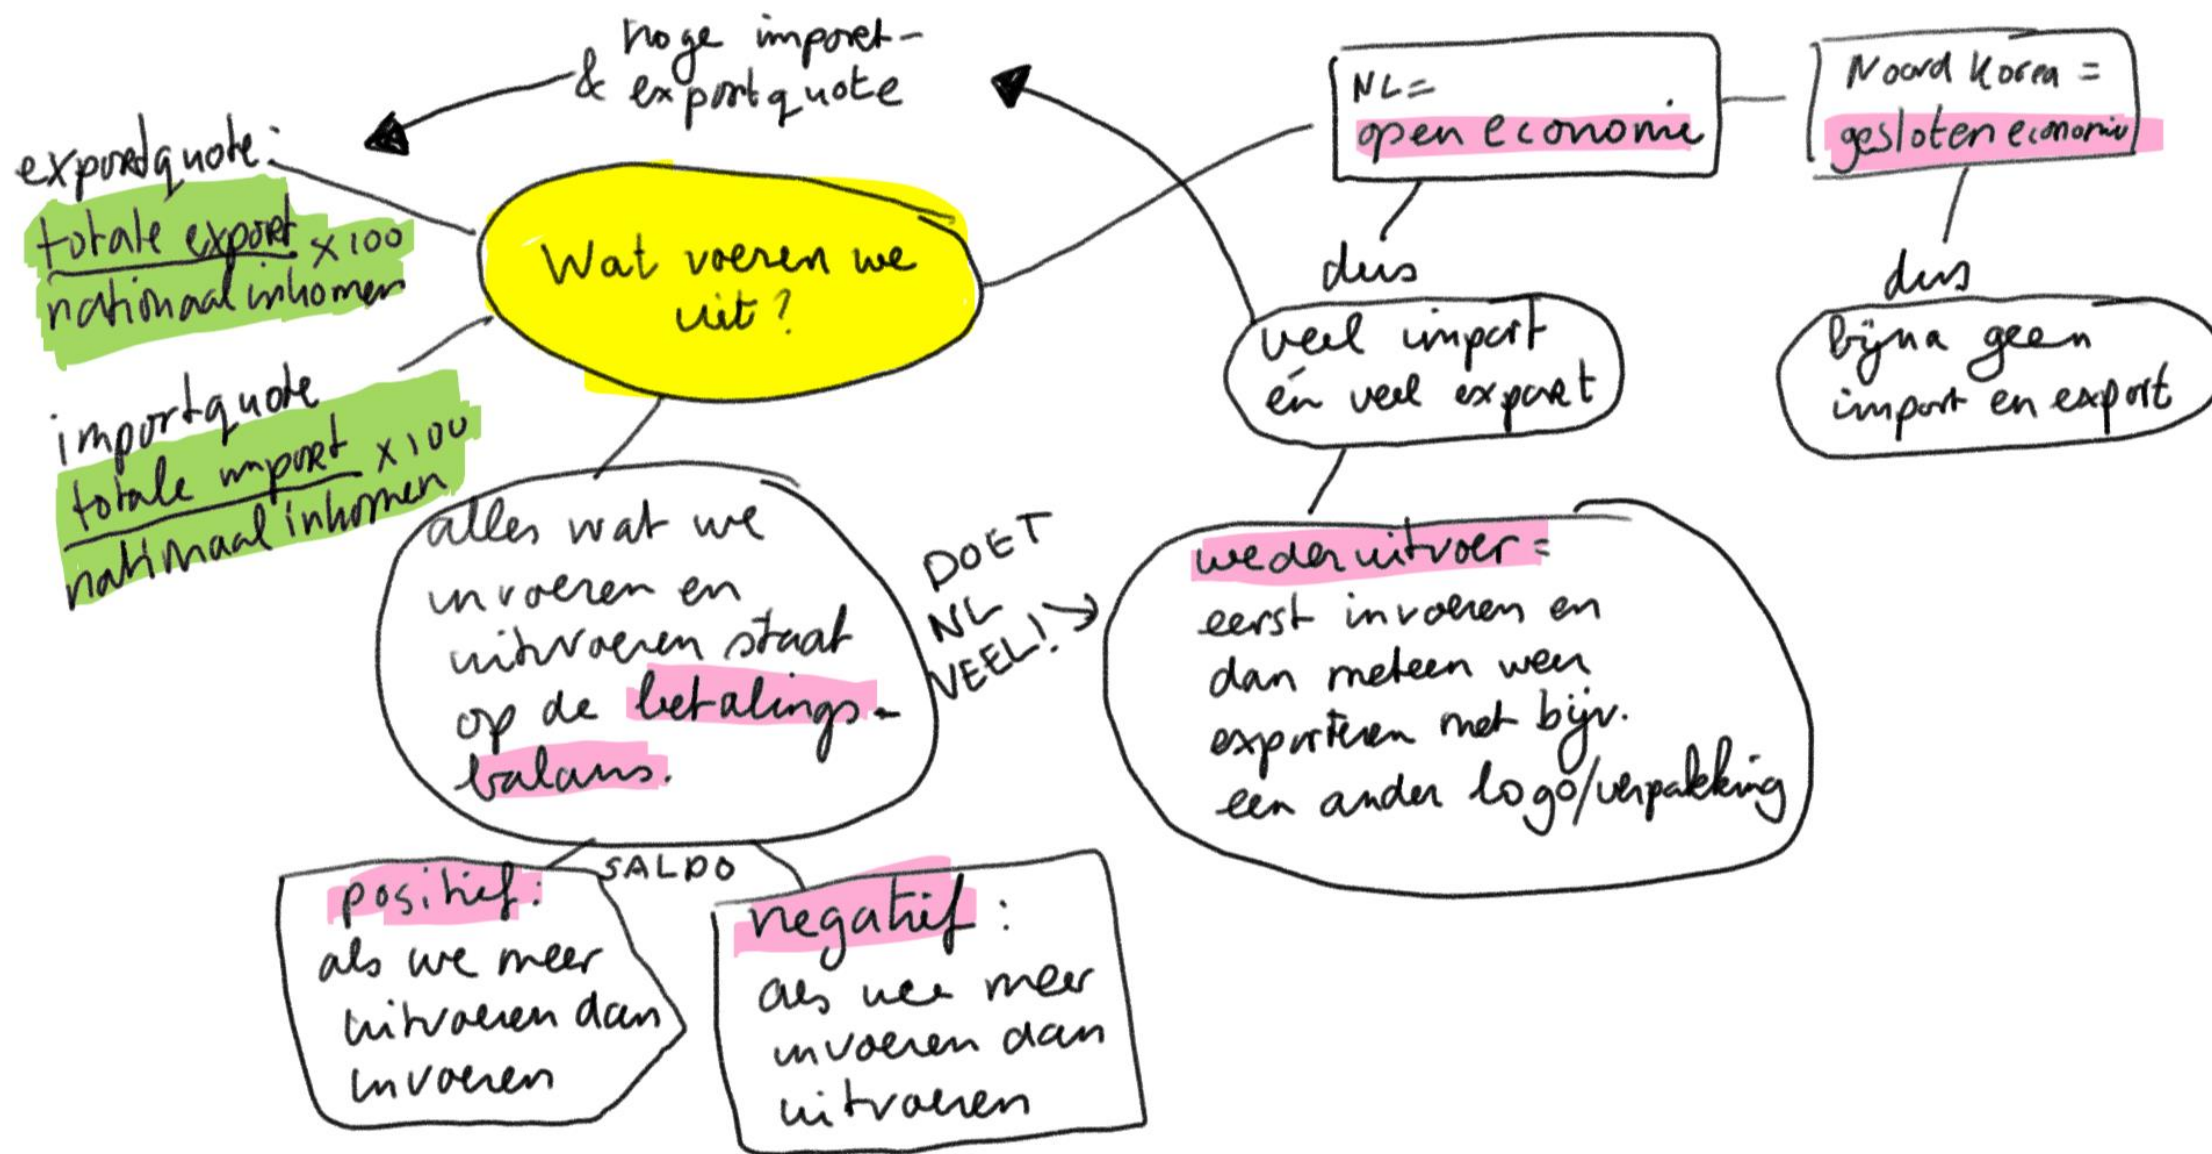 hoge import-
& exportquote
NL =
open economie
Noord Korea =
gesloten economie
exportquote:
totale export x 100
nationaal inkomen
importquote
totale import x 100
nationaal inkomen
Wat voeren we
uit?
dus
veel import
én veel export
dus
bijna geen
import en export
alles wat we
invoeren en
uitvoeren staat
op de betalings-
balans.
DOET
NL
VEEL!
wederuitvoer =
eerst invoeren en
dan meteen weer
exporteren met bijv.
een ander logo/verpakking
SALDO
positief:
als we meer
uitvoeren dan
invoeren
negatief:
als we meer
invoeren dan
uitvoeren